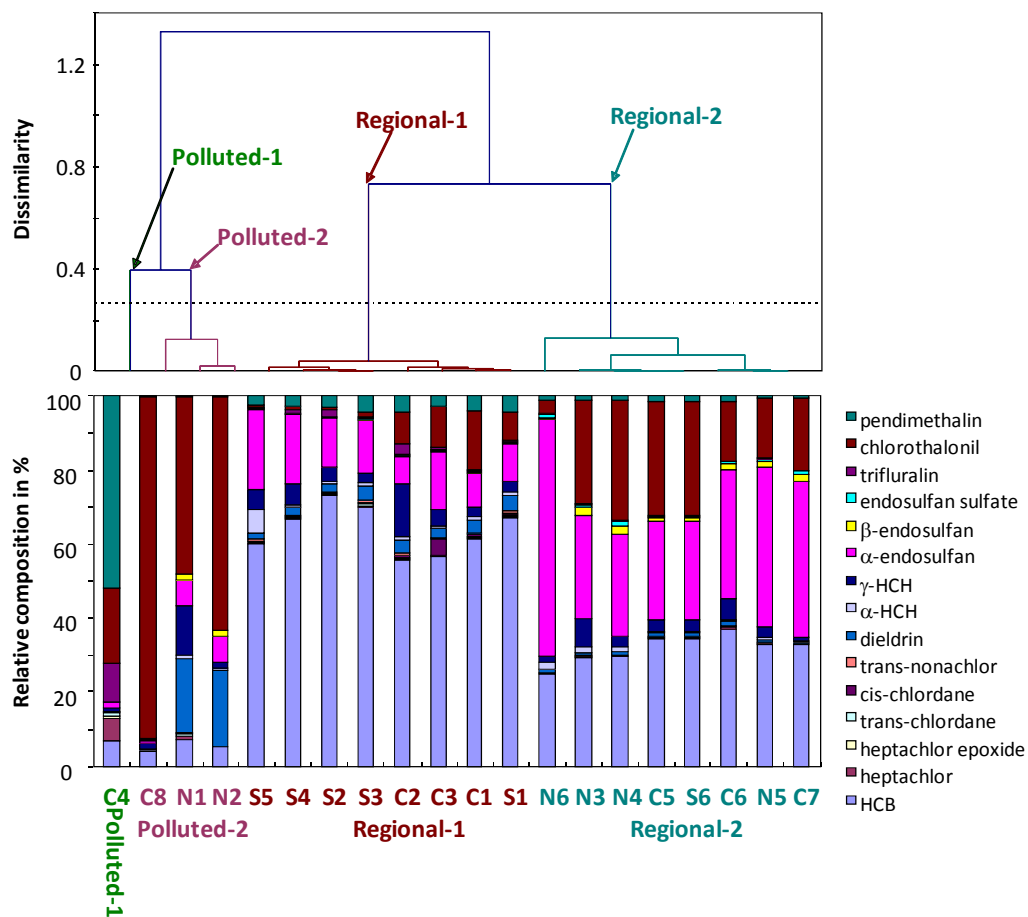 Dissimilarity
1.2
0.8
0.4
0
Regional-1
Regional-2
Polluted-1
Polluted-2
Relative composition in %
100
80
60
40
20
0
C4 C8 N1 N2 S5 S4 S2 S3 C2 C3 C1 S1 N6 N3 N4 C5 S6 C6 N5 C7
Polluted-1
Polluted-2 Regional-1 Regional-2
pendimethalin
chlorothalonil
trifluralin
endosulfan sulfate
β-endosulfan
α-endosulfan
γ-HCH
α-HCH
dieldrin
trans-nonachlor
cis-chlordane
trans-chlordane
heptachlor epoxide
heptachlor
HCB